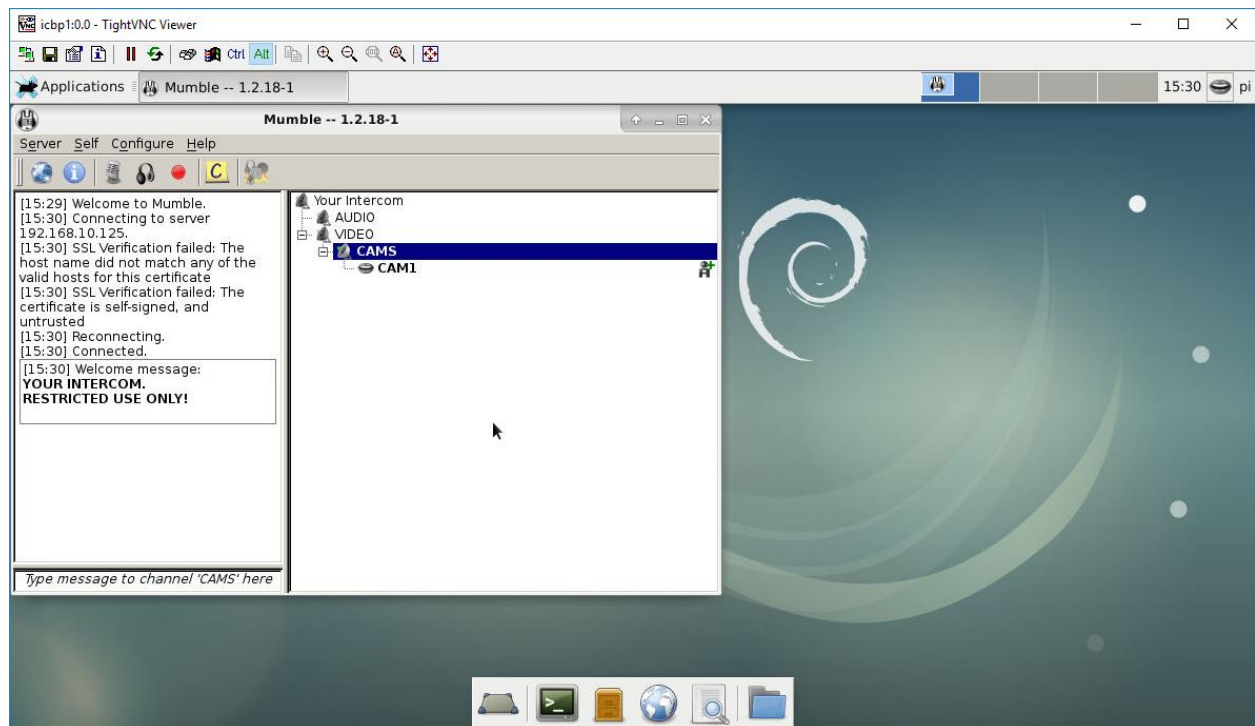 icbp1:0.0 - TightVNC Viewer
Ctrl Alt
Applications
Mumble -- 1.2.18-1
15:30
pi
Mumble -- 1.2.18-1
Server Self Configure Help
C
[15:29] Welcome to Mumble.
[15:30] Connecting to server
192.168.10.125.
[15:30] SSL Verification failed: The
host name did not match any of the
valid hosts for this certificate
[15:30] SSL Verification failed: The
certificate is self-signed, and
untrusted
[15:30] Reconnecting.
[15:30] Connected.
[15:30] Welcome message:
YOUR INTERCOM.
RESTRICTED USE ONLY!
Type message to channel 'CAMS' here
Your Intercom
AUDIO
VIDEO
CAMS
CAM1